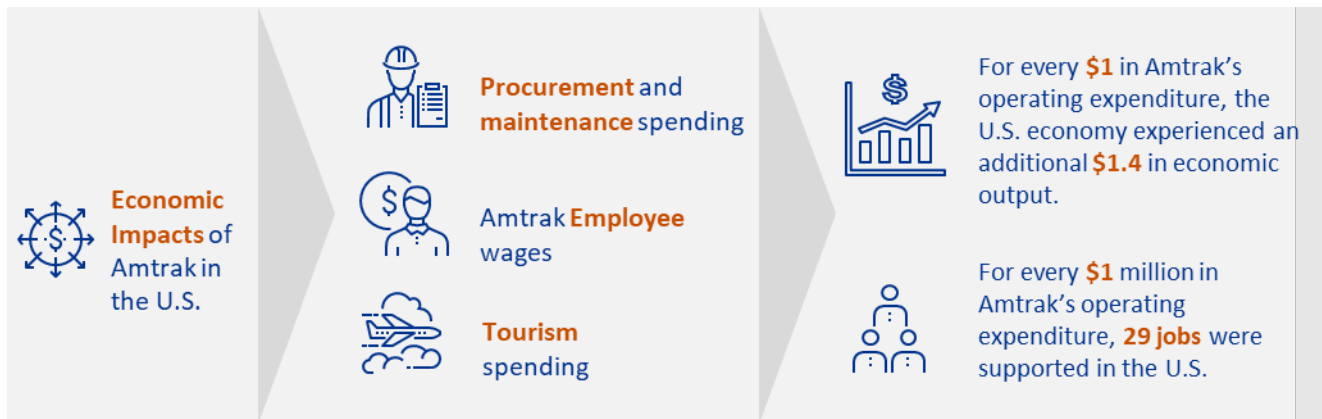 Economic
Impacts of
Amtrak in
the U.S.
Procurement and
maintenance spending
Amtrak Employee
wages
Tourism
spending
For every $1 in Amtrak’s
operating expenditure, the
U.S. economy experienced an
additional $1.4 in economic
output.
For every $1 million in
Amtrak’s operating
expenditure, 29 jobs were
supported in the U.S.